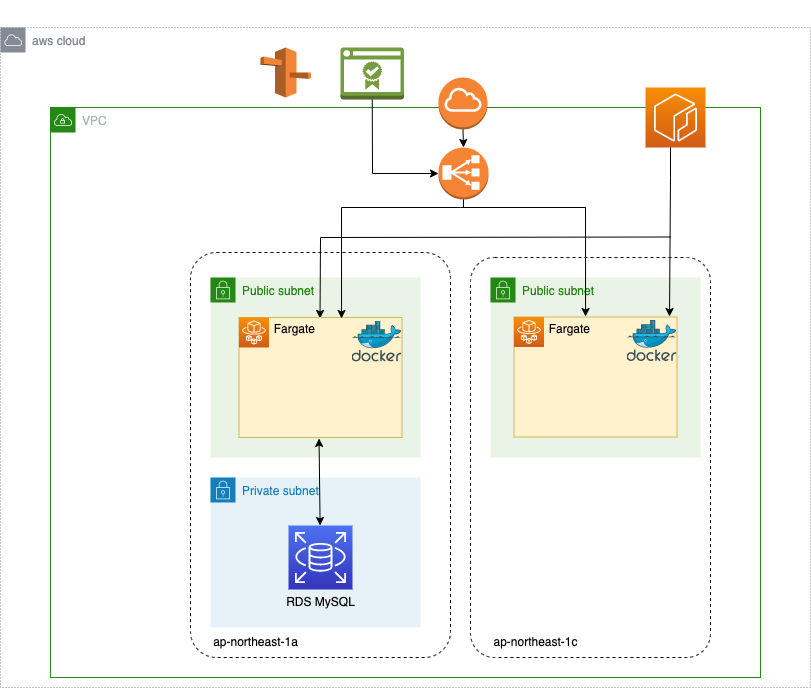 aws cloud
VPC
Public subnet
Public subnet
Fargate
docker
Fargate
docker
Private subnet
RDS MySQL
ap-northeast-1a
ap-northeast-1c